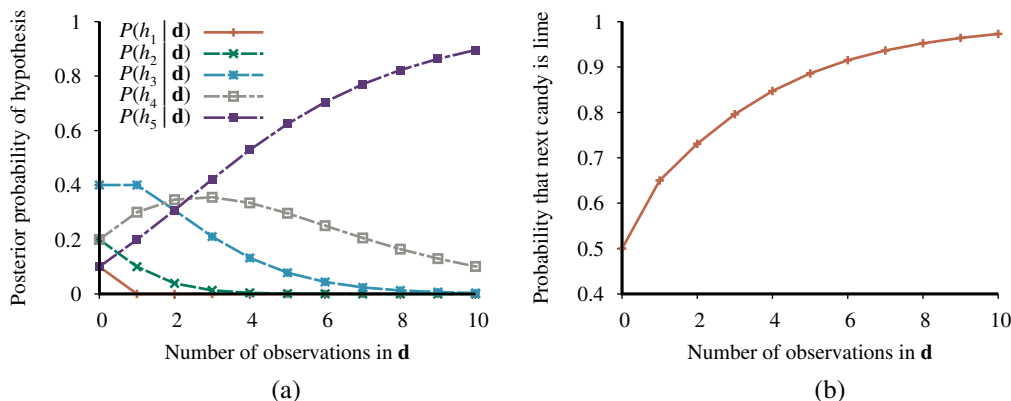 Posterior probability of hypothesis
1
0.8
0.6
0.4
0.2
0
P(h1 | d)
P(h2 | d)
P(h3 | d)
P(h4 | d)
P(h5 | d)
0 2 4 6 8 10
Number of observations in d
(a)
Probability that next candy is lime
1
0.9
0.8
0.7
0.6
0.5
0.4
0 2 4 6 8 10
Number of observations in d
(b)